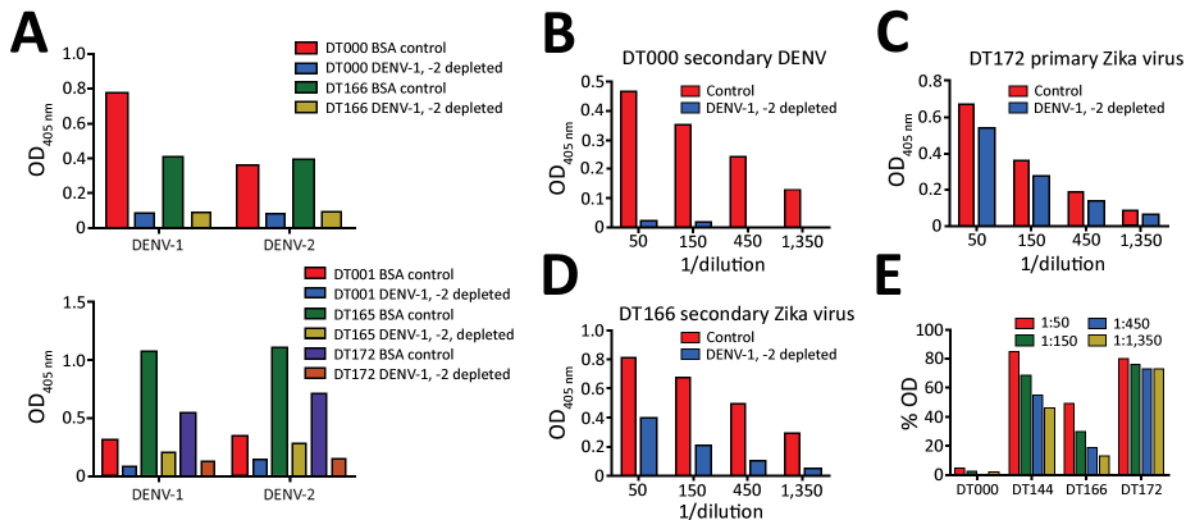 A
DT000 BSA control
DT000 DENV-1, -2 depleted
DT166 BSA control
DT166 DENV-1, -2 depleted
OD405 nm
1.0
0.8
0.6
0.4
0.2
0
DENV-1 DENV-2
DT001 BSA control
DT001 DENV-1, -2 depleted
DT165 BSA control
DT165 DENV-1, -2, depleted
DT172 BSA control
DT172 DENV-1, -2 depleted
OD405 nm
1.5
1.0
0.5
0
DENV-1 DENV-2
B
DT000 secondary DENV
Control
DENV-1, -2 depleted
OD405 nm
0.5
0.4
0.3
0.2
0.1
0
50 150 450 1,350
1/dilution
C
DT172 primary Zika virus
Control
DENV-1, -2 depleted
OD405 nm
0.8
0.6
0.4
0.2
0
50 150 450 1,350
1/dilution
D
DT166 secondary Zika virus
Control
DENV-1, -2 depleted
OD405 nm
1.0
0.8
0.6
0.4
0.2
0
50 150 450 1,350
1/dilution
E
1:50 1:450
1:150 1:1,350
% OD
100
80
60
40
20
0
DT000 DT144 DT166 DT172